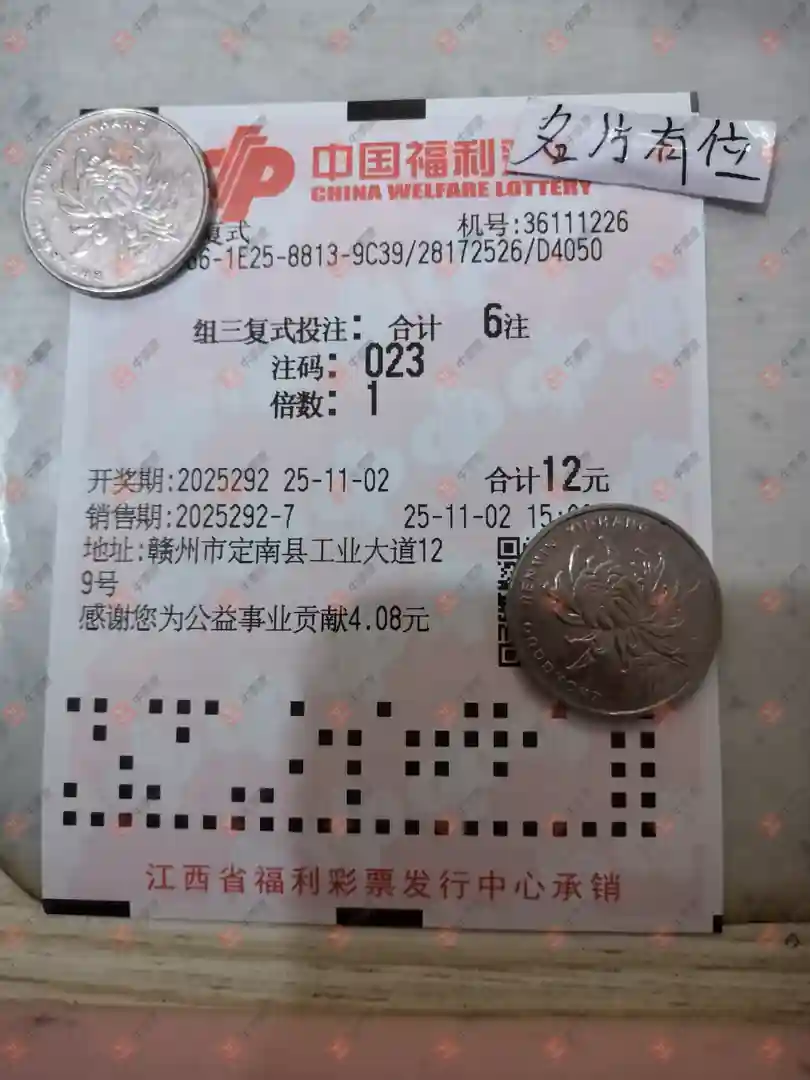 名片有位
中国福利
CHINA WELFARE LOTTERY
复式 机号:36111226
66-1E25-8813-9C39/28172526/D4050
组三复式投注: 合计 6注
注码: 023
倍数: 1
开奖期:2025292 25-11-02 合计12元
销售期:2025292-7 25-11-02 15:
地址:赣州市定南县工业大道12
9号
感谢您为公益事业贡献4.08元
江西省福利彩票发行中心承销